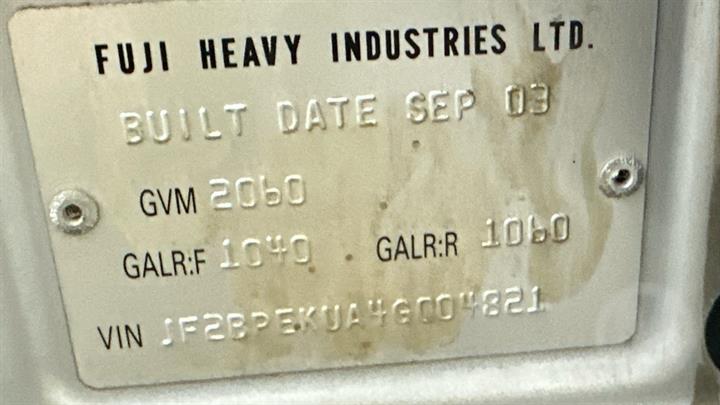 FUJI HEAVY INDUSTRIES LTD.
BUILT DATE SEP 03
GVM 2060
GALR:F 1040 GALR:R 1060
VIN JF2BPEKUA4G004821